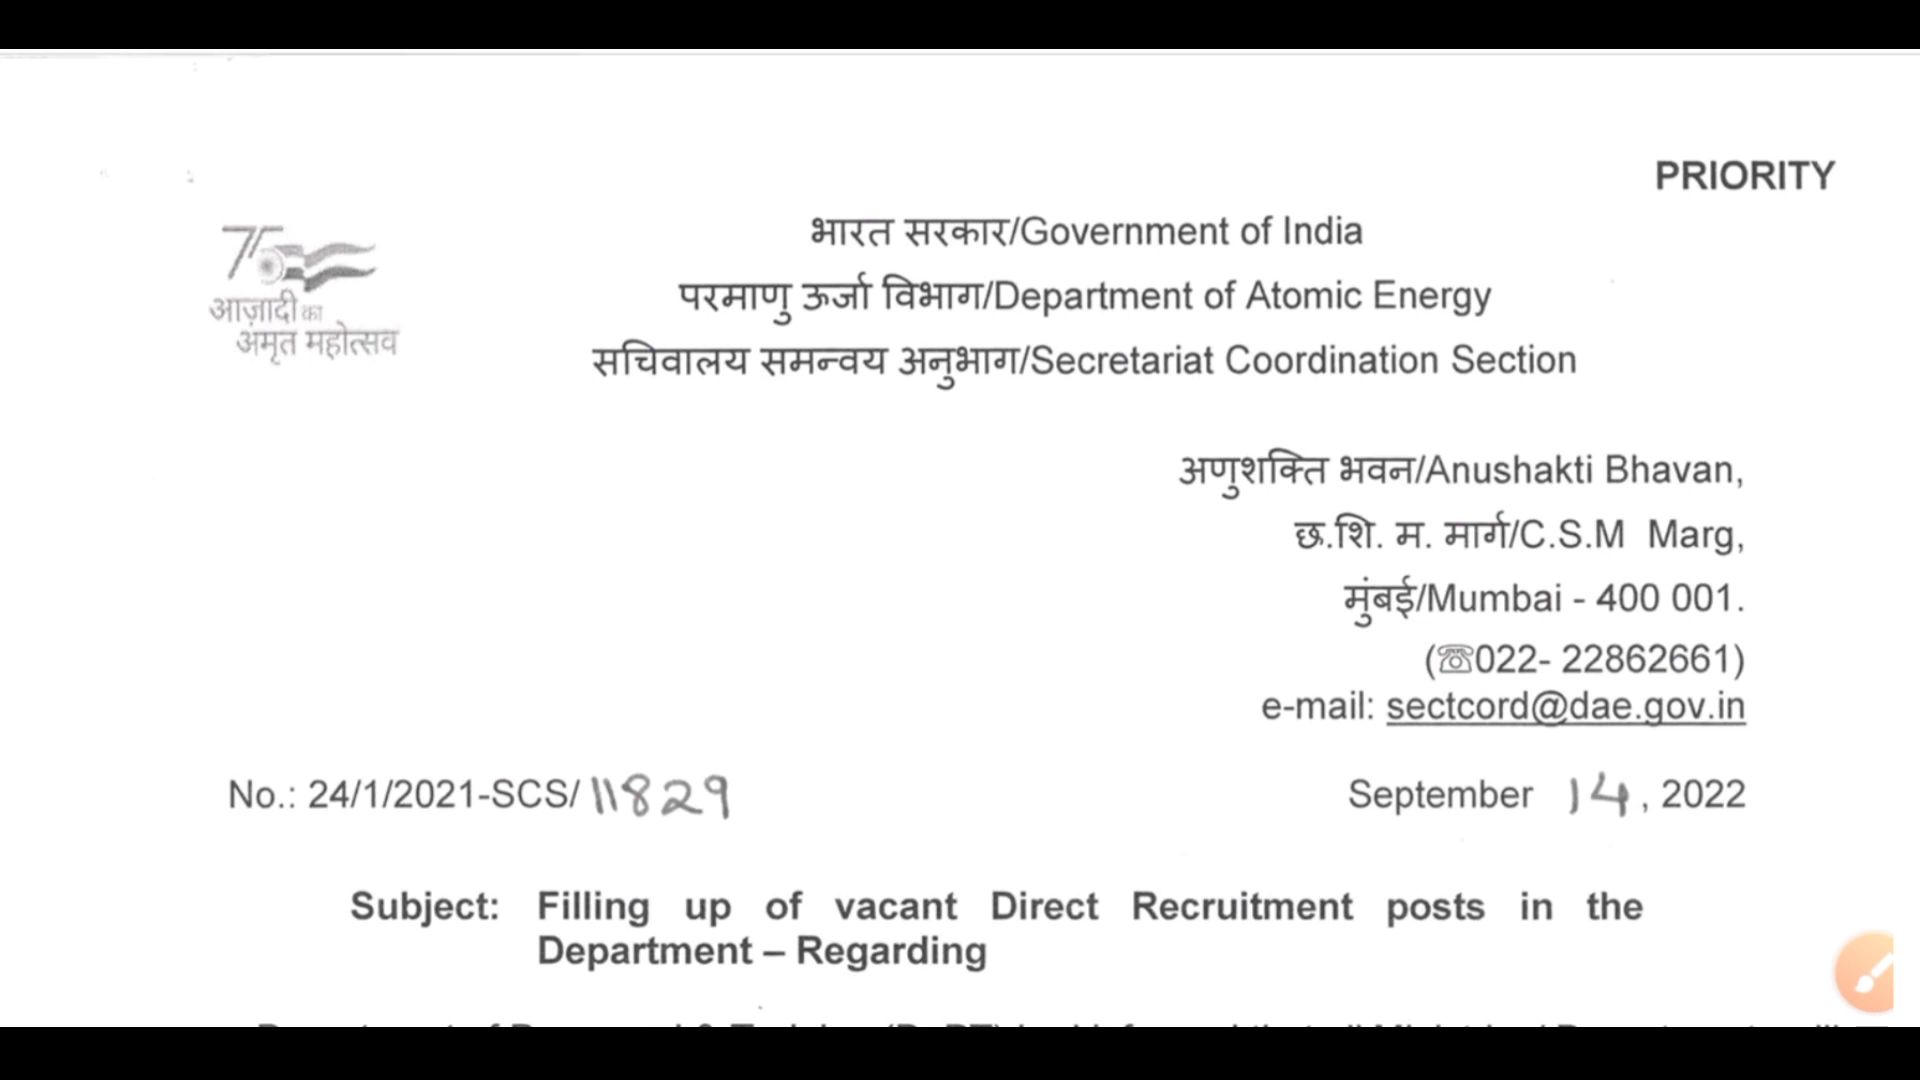 PRIORITY
75
आज़ादी का
अमृत महोत्सव
भारत सरकार/Government of India
परमाणु ऊर्जा विभाग/Department of Atomic Energy
सचिवालय समन्वय अनुभाग/Secretariat Coordination Section
अणुशक्ति भवन/Anushakti Bhavan,
छ.शि. म. मार्ग/C.S.M Marg,
मुंबई/Mumbai - 400 001.
(☏022- 22862661)
e-mail: sectcord@dae.gov.in
No.: 24/1/2021-SCS/11829 September 14, 2022
Subject: Filling up of vacant Direct Recruitment posts in the
Department – Regarding